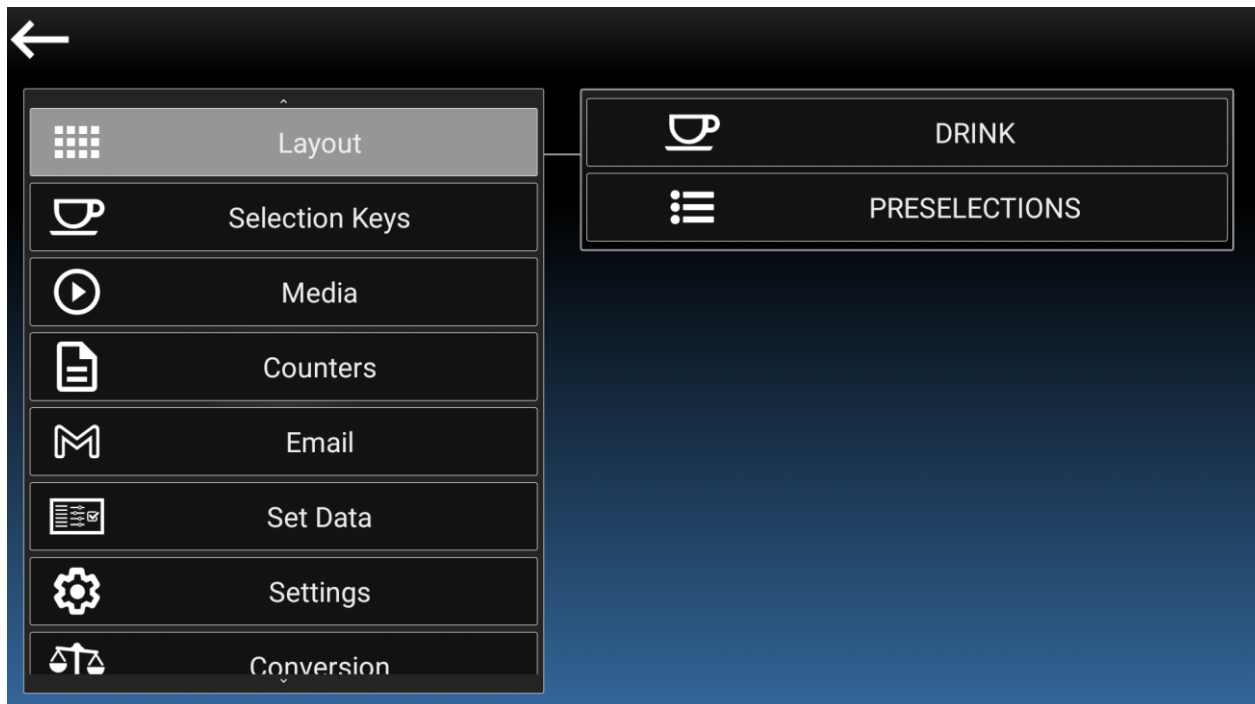 Layout
Selection Keys
Media
Counters
Email
Set Data
Settings
Conversion
DRINK
PRESELECTIONS